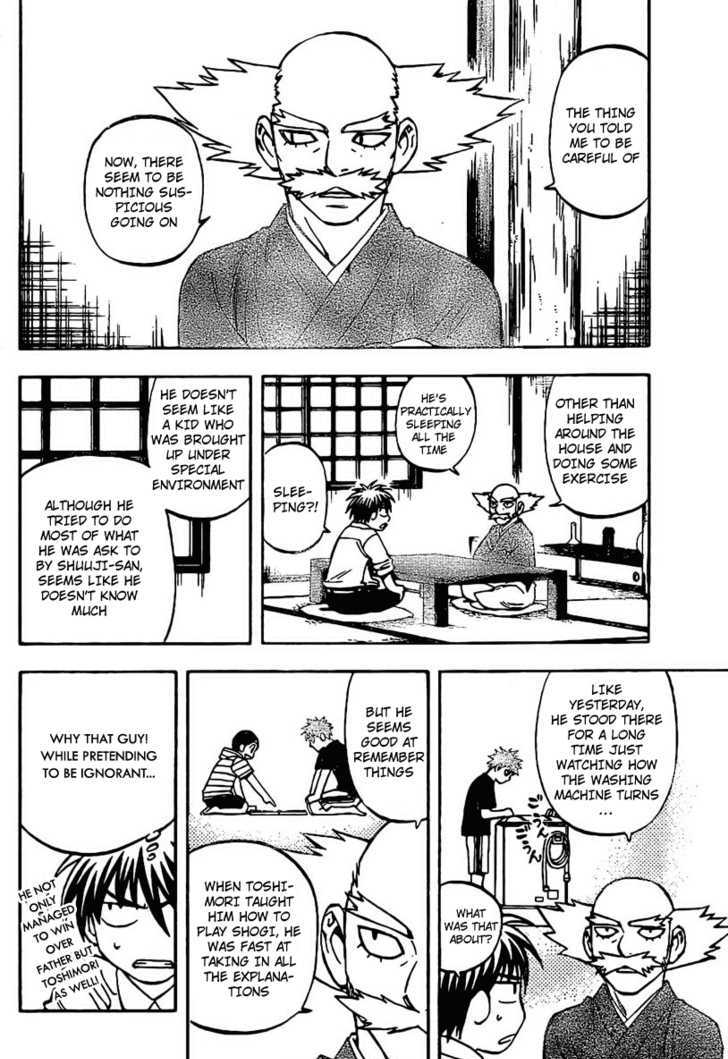 THE THING
YOU TOLD
ME TO BE
CAREFUL OF
NOW, THERE
SEEM TO BE
NOTHING SUS-
PICIOUS
GOING ON
OTHER THAN
HELPING
AROUND THE
HOUSE AND
DOING SOME
EXERCISE
HE'S
PRACTICALLY
SLEEPING
ALL THE
TIME
SLEE-
PING?!
HE DOESN'T
SEEM LIKE
A KID WHO
WAS BROUGHT
UP UNDER
SPECIAL
ENVIRONMENT
ALTHOUGH HE
TRIED TO DO
MOST OF WHAT
HE WAS ASK TO
BY SHUUJI-SAN,
SEEMS LIKE HE
DOESN'T KNOW
MUCH
LIKE
YESTERDAY,
HE STOOD THERE
FOR A LONG
TIME JUST
WATCHING HOW
THE WASHING
MACHINE TURNS
...
WHAT
WAS THAT
ABOUT?
BUT HE
SEEMS
GOOD AT
REMEMBER
THINGS
WHEN TOSHI-
MORI TAUGHT
HIM HOW TO
PLAY SHOGI, HE
WAS FAST AT
TAKING IN ALL
THE EXPLANA-
TIONS
WHY THAT GUY!
WHILE PRETENDING
TO BE IGNORANT...
HE NOT
ONLY
MANAGED
TO WIN
OVER
FATHER BUT
TOSHIMORI
AS WELL!